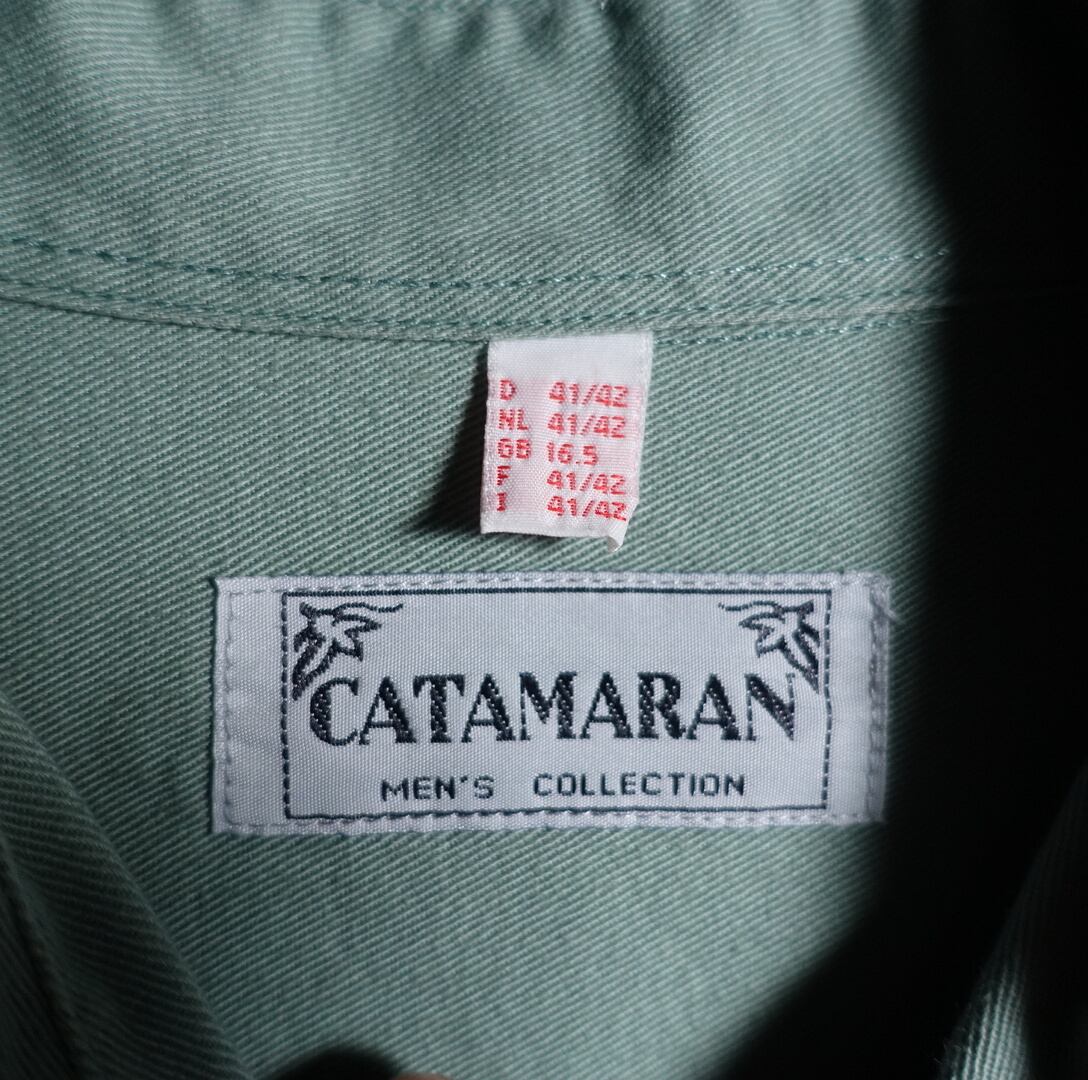 D 41/42
NL 41/42
GB 16.5
F 41/42
I 41/42
CATAMARAN
MEN'S COLLECTION